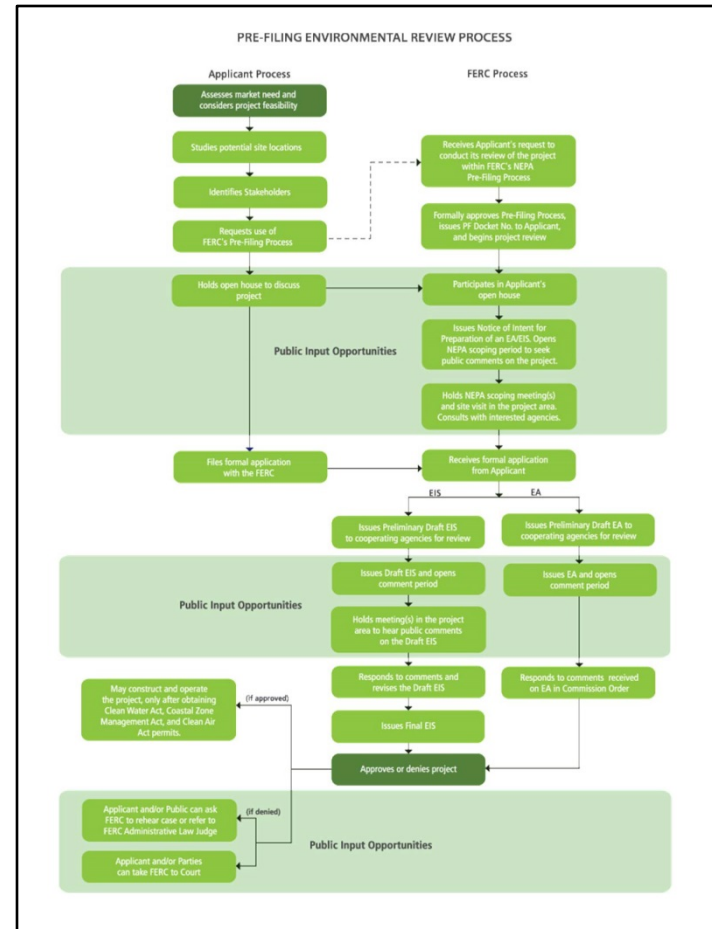 PRE-FILING ENVIRONMENTAL REVIEW PROCESS
Applicant Process
FERC Process
Assesses market need and
considers project feasibility
Studies potential site locations
Identifies Stakeholders
Requests use of
FERC's Pre-Filing Process
Receives Applicant's request to
conduct its review of the project
within FERC's NEPA
Pre-Filing Process
Formally approves Pre-Filing Process,
issues PF Docket No. to Applicant,
and begins project review
Holds open house to discuss
project
Participates in Applicant's
open house
Public Input Opportunities
Issues Notice of Intent for
Preparation of an EA/EIS. Opens
NEPA scoping period to seek
public comments on the project.
Holds NEPA scoping meeting(s)
and site visit in the project area.
Consults with interested agencies.
Files formal application
with the FERC
Receives formal application
from Applicant
EIS
EA
Issues Preliminary Draft EIS
to cooperating agencies for review
Issues Preliminary Draft EA to
cooperating agencies for review
Public Input Opportunities
Issues Draft EIS and opens
comment period
Issues EA and opens
comment period
Holds meeting(s) in the project
area to hear public comments
on the Draft EIS
Responds to comments and
revises the Draft EIS
Responds to comments received
on EA in Commission Order
Issues Final EIS
May construct and operate
the project, only after obtaining
Clean Water Act, Coastal Zone
Management Act, and Clean Air
Act permits.
(if approved)
Approves or denies project
Applicant and/or Public can ask
FERC to rehear case or refer to
FERC Administrative Law Judge
(if denied)
Public Input Opportunities
Applicant and/or Parties
can take FERC to Court